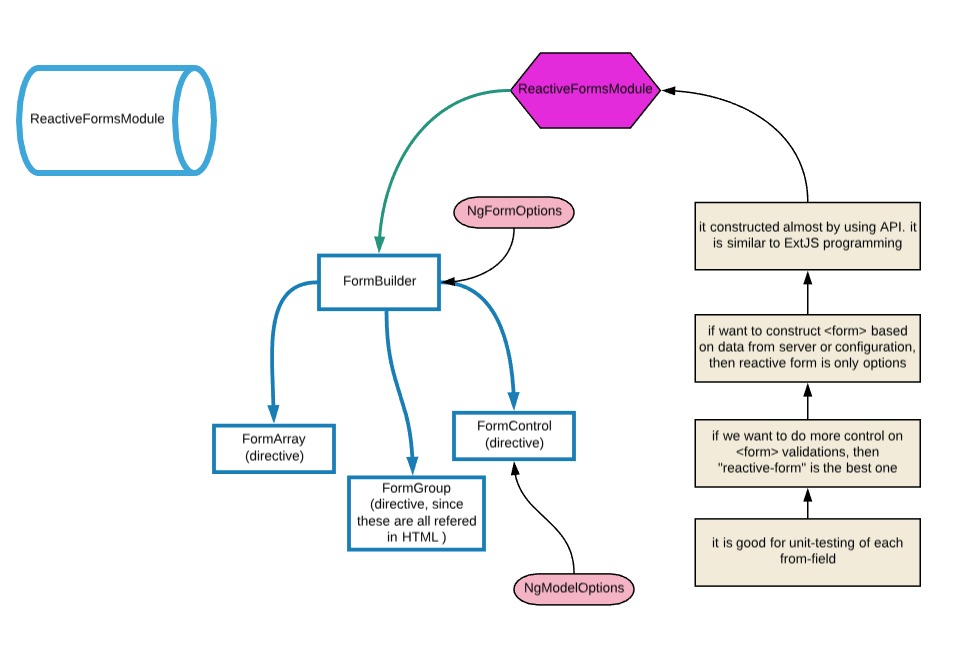 ReactiveFormsModule
ReactiveFormsModule
NgFormOptions
it constructed almost by using API. it
is similar to ExtJS programming
FormBuilder
if want to construct <form> based
on data from server or configuration,
then reactive form is only options
FormArray
(directive)
FormControl
(directive)
if we want to do more control on
<form> validations, then
"reactive-form" is the best one
FormGroup
(directive, since
these are all refered
in HTML )
it is good for unit-testing of each
from-field
NgModelOptions